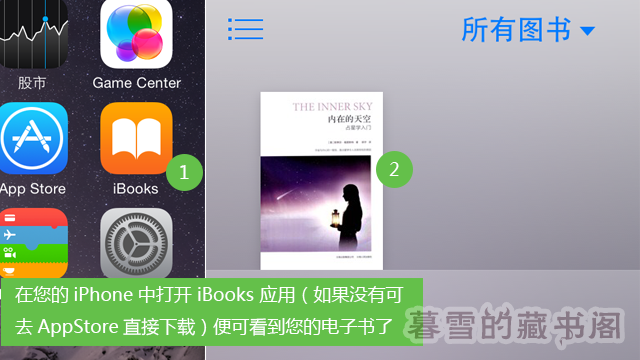 股市
Game Center
App Store
iBooks
1
所有图书
THE INNER SKY
内在的天空
占星学入门
2
在您的 iPhone 中打开 iBooks 应用（如果没有可
去 AppStore 直接下载）便可看到您的电子书了
暮雪的藏书阁